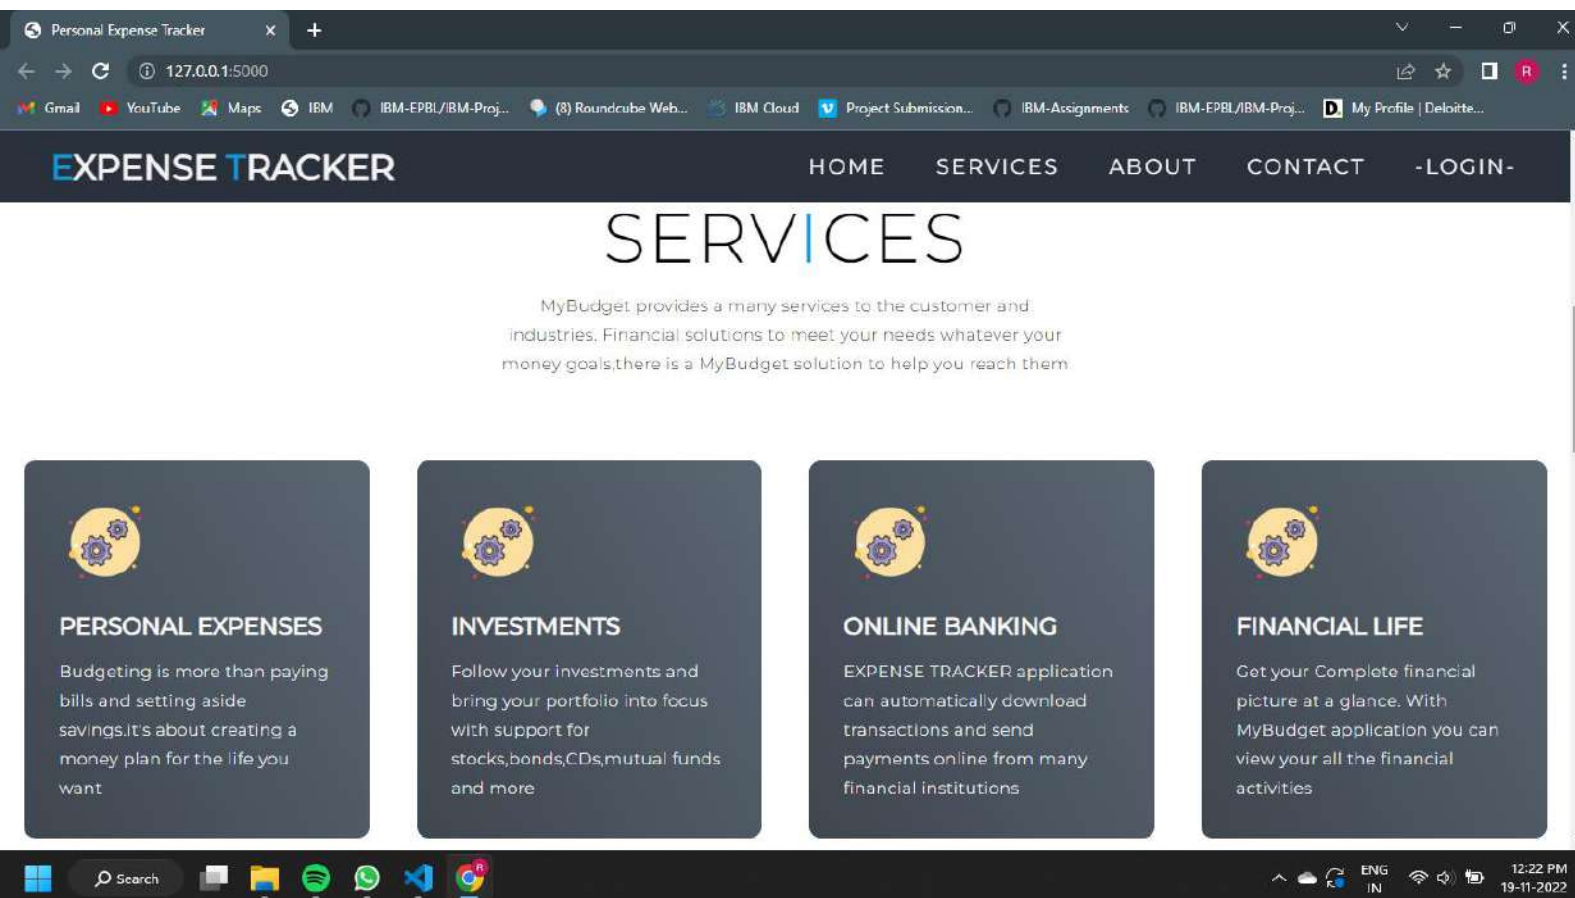 Personal Expense Tracker
127.0.0.1:5000
R
Gmail YouTube Maps IBM IBM-EPBL/IBM-Proj... (8) Roundcube Web... IBM Cloud Project Submission... IBM-Assignments IBM-EPBL/IBM-Proj... D. My Profile | Deloitte...
EXPENSE TRACKER HOME SERVICES ABOUT CONTACT -LOGIN-
SERVICES
MyBudget provides a many services to the customer and
industries. Financial solutions to meet your needs whatever your
money goals,there is a MyBudget solution to help you reach them
PERSONAL EXPENSES
Budgeting is more than paying
bills and setting aside
savings.it's about creating a
money plan for the life you
want
INVESTMENTS
Follow your investments and
bring your portfolio into focus
with support for
stocks,bonds,CDs,mutual funds
and more
ONLINE BANKING
EXPENSE TRACKER application
can automatically download
transactions and send
payments online from many
financial institutions
FINANCIAL LIFE
Get your Complete financial
picture at a glance. With
MyBudget application you can
view your all the financial
activities
Search
R
ENG
IN
12:22 PM
19-11-2022